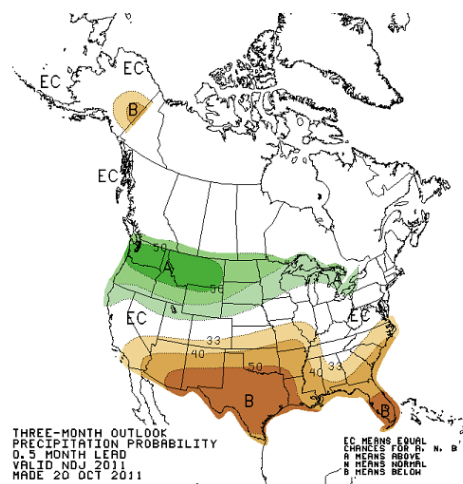 EC
EC
B
EC
50
A
50
A
EC
EC
33
40
50
33
B
B
THREE-MONTH OUTLOOK
PRECIPITATION PROBABILITY
0.5 MONTH LEAD
VALID NDJ 2011
MADE 20 OCT 2011
EC MEANS EQUAL
CHANCES FOR A, N, B
A MEANS ABOVE
N MEANS NORMAL
B MEANS BELOW